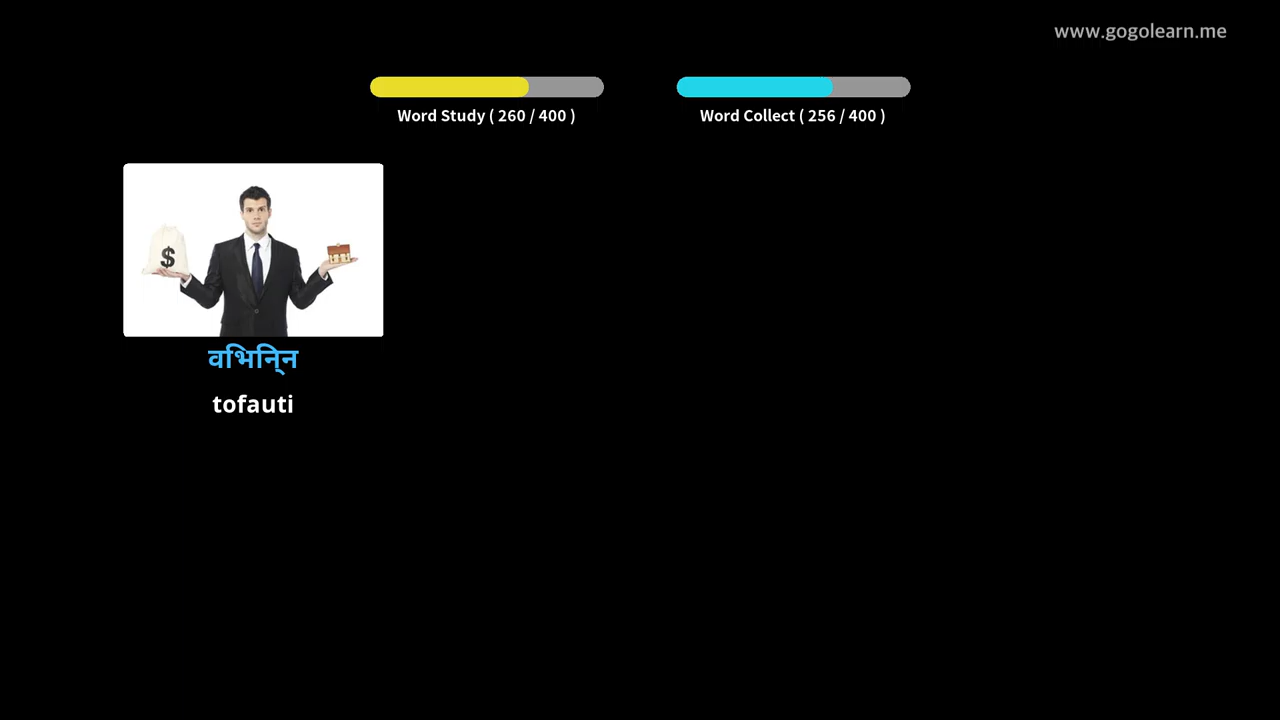 www.gogolearn.me
Word Study ( 260 / 400 )
Word Collect ( 256 / 400 )
$
वभिनि्न
tofauti